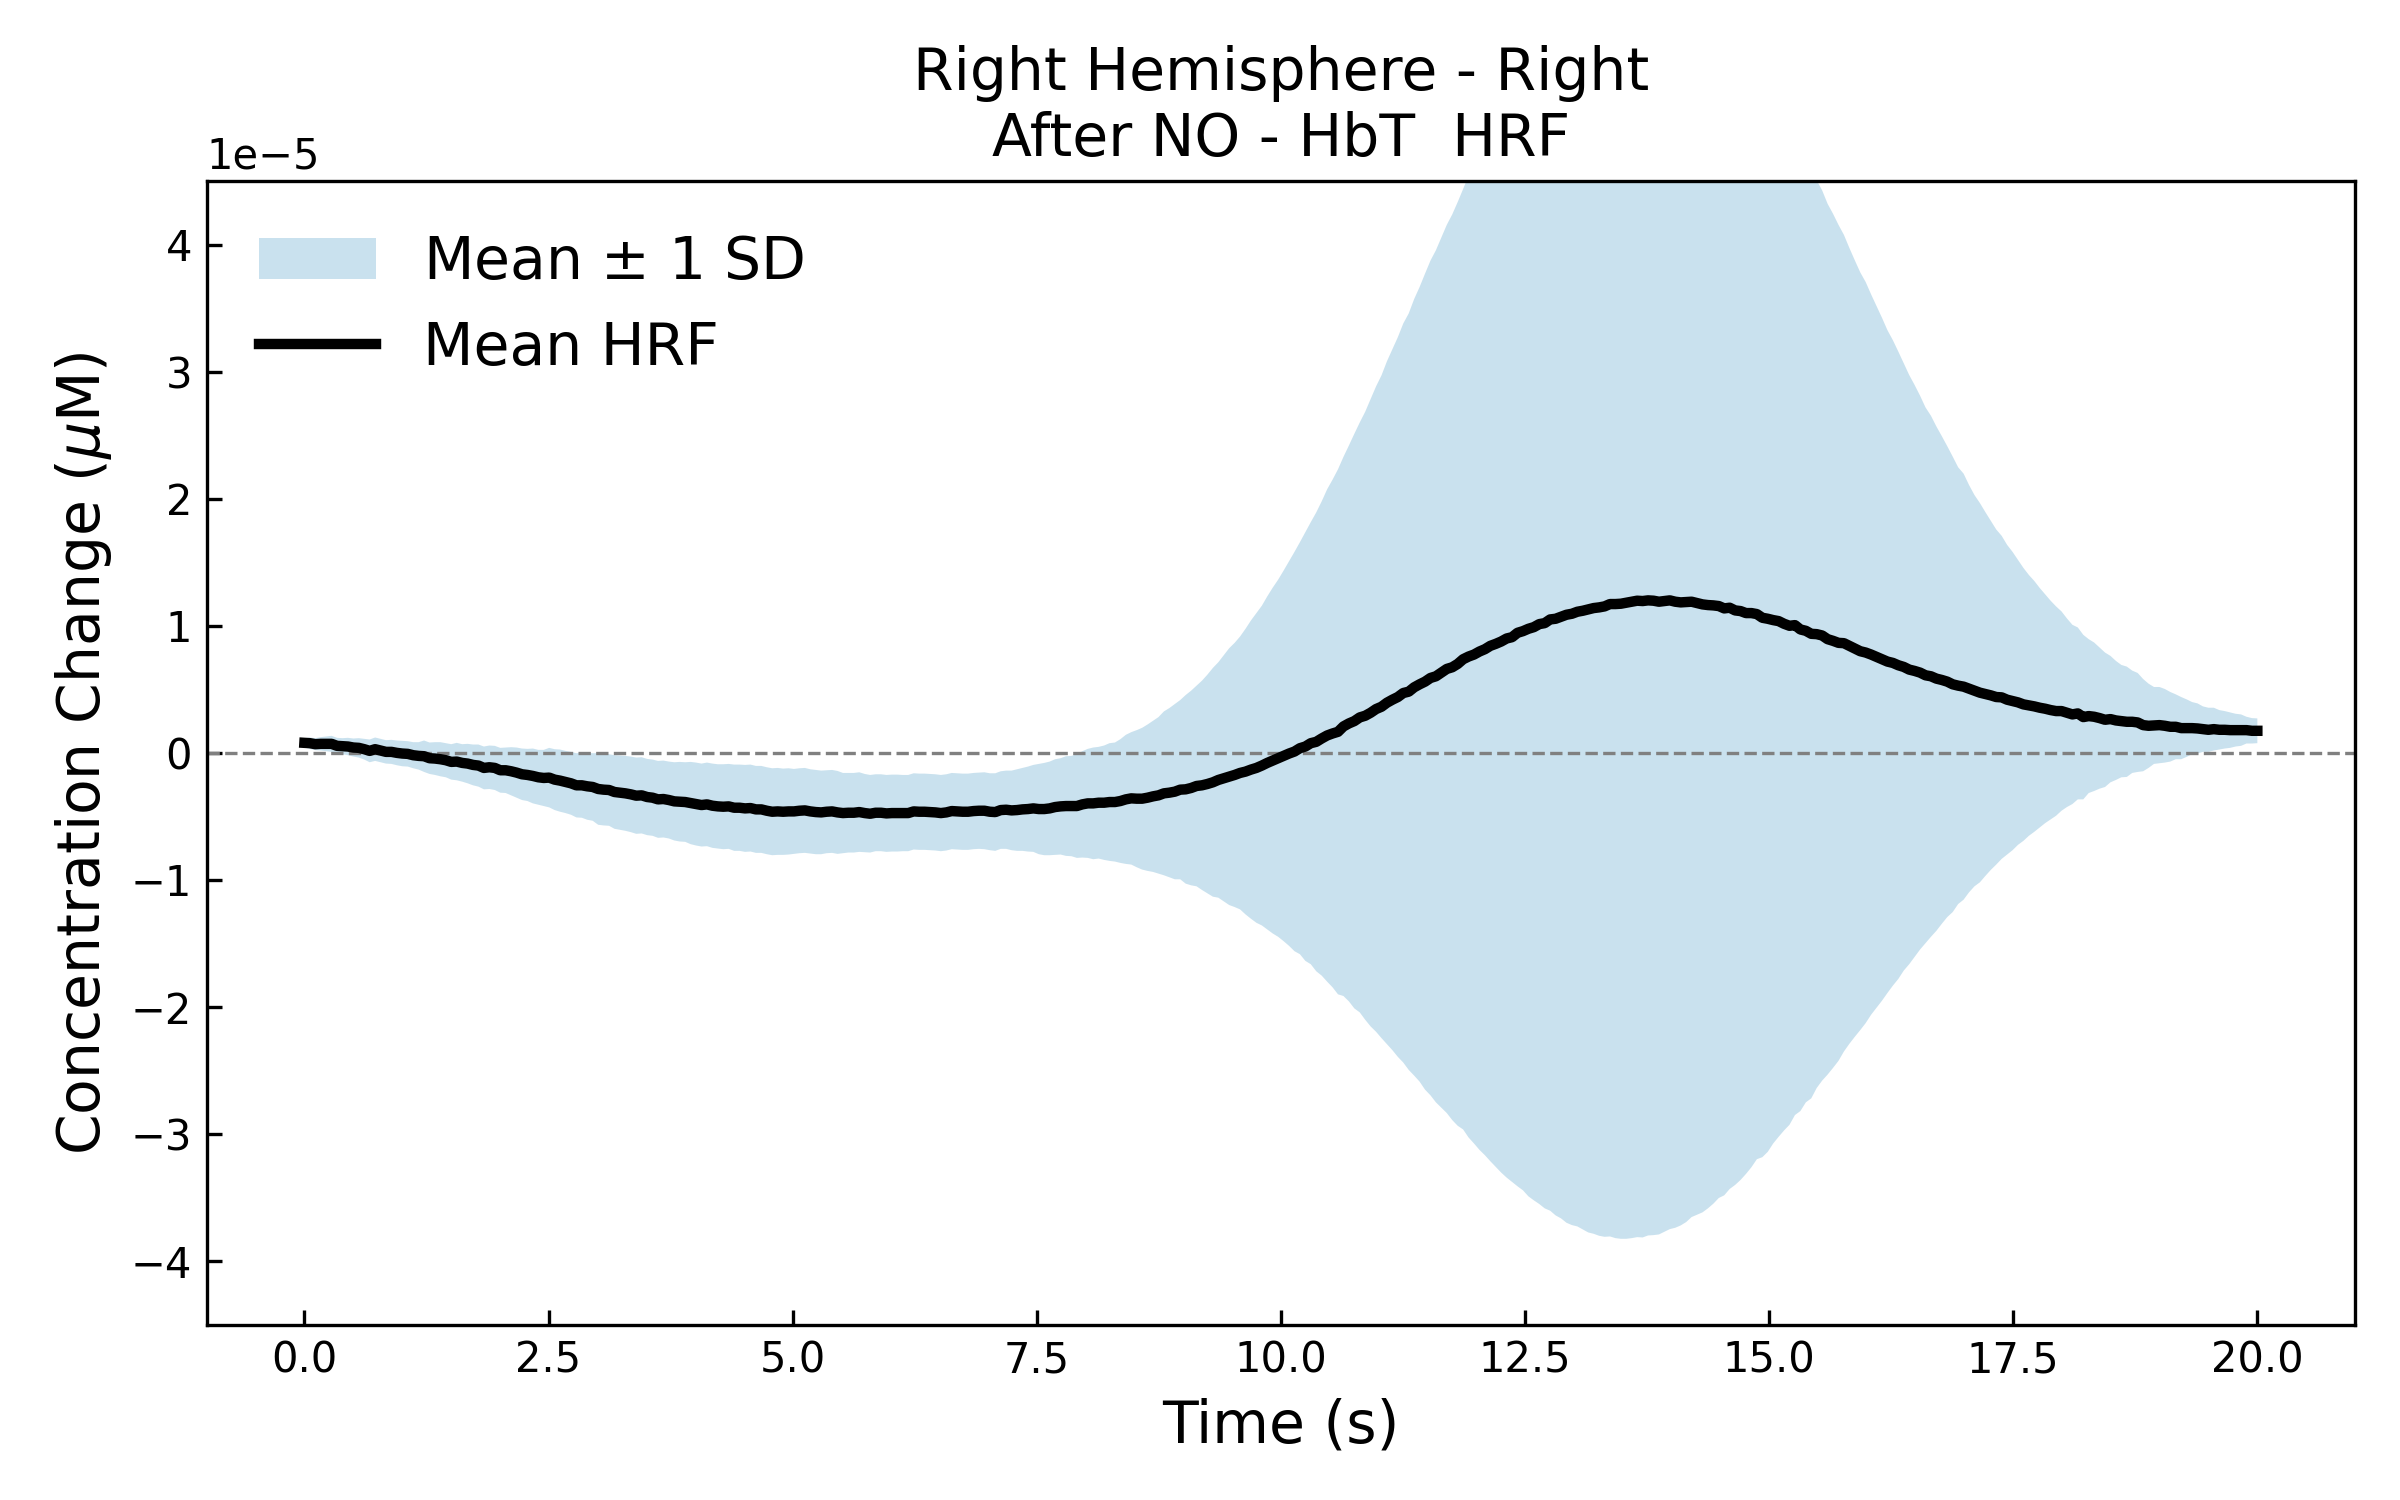 Right Hemisphere - Right
After NO - HbT  HRF
1e−5
Mean ± 1 SD
Mean HRF
4
3
2
1
0
−1
−2
−3
−4
Concentration Change (μM)
0.0 2.5 5.0 7.5 10.0 12.5 15.0 17.5 20.0
Time (s)